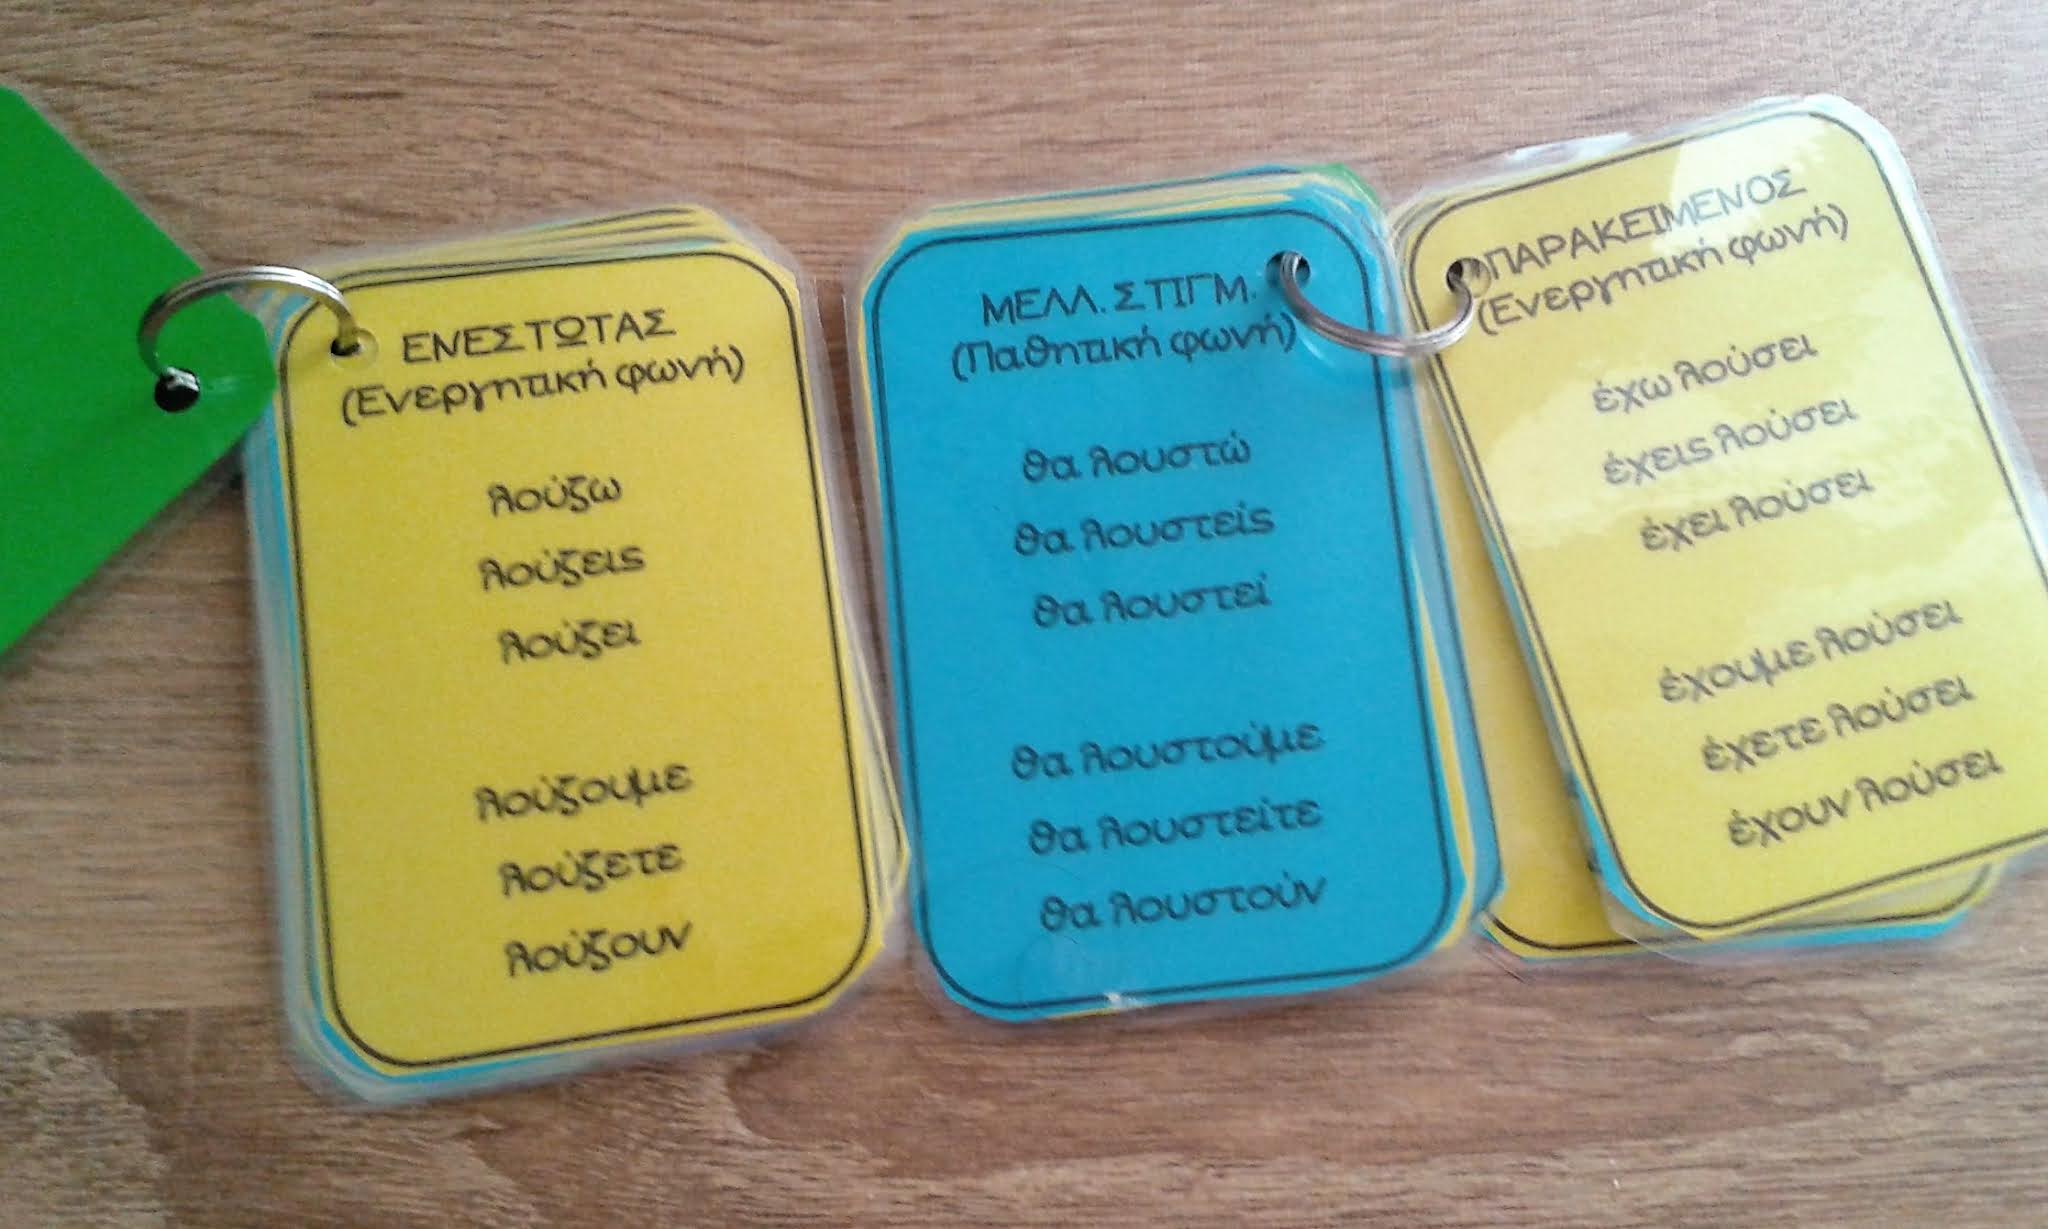 ΕΝΕΣΤΩΤΑΣ
(Ενεργητική φωνή)
λούζω
λούζεις
λούζει
λούζουμε
λούζετε
λούζουν
ΜΕΛΛ. ΣΤΙΓΜ.
(Παθητική φωνή)
θα λουστώ
θα λουστείς
θα λουστεί
θα λουστούμε
θα λουστείτε
θα λουστούν
ΠΑΡΑΚΕΙΜΕΝΟΣ
(Ενεργητική φωνή)
έχω λούσει
έχεις λούσει
έχει λούσει
έχουμε λούσει
έχετε λούσει
έχουν λούσει